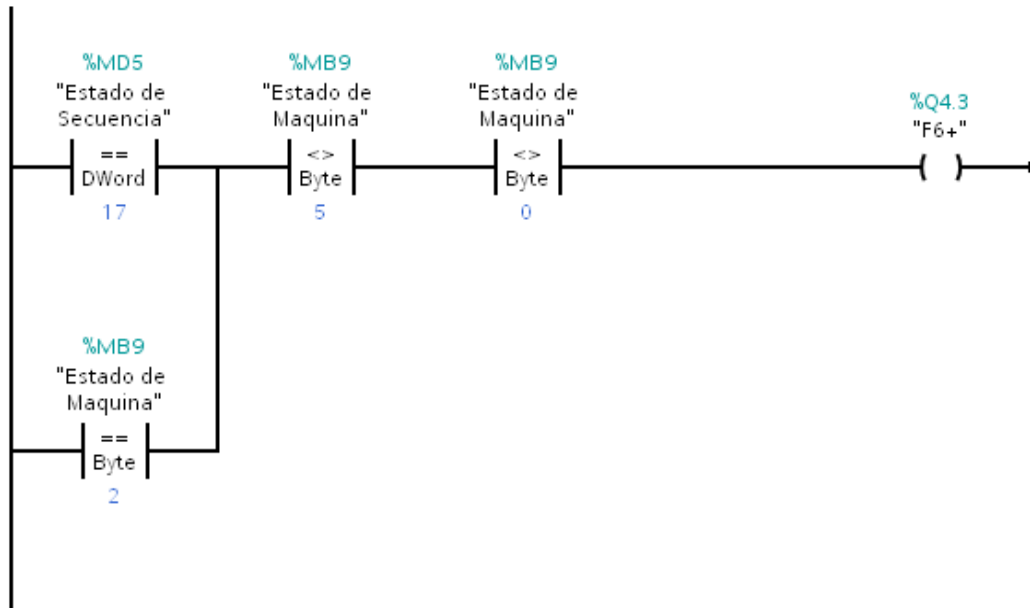 %MD5
"Estado de
Secuencia"
==
DWord
17
%MB9
"Estado de
Maquina"
<>
Byte
5
%MB9
"Estado de
Maquina"
<>
Byte
0
%Q4.3
"F6+"
( )
%MB9
"Estado de
Maquina"
==
Byte
2